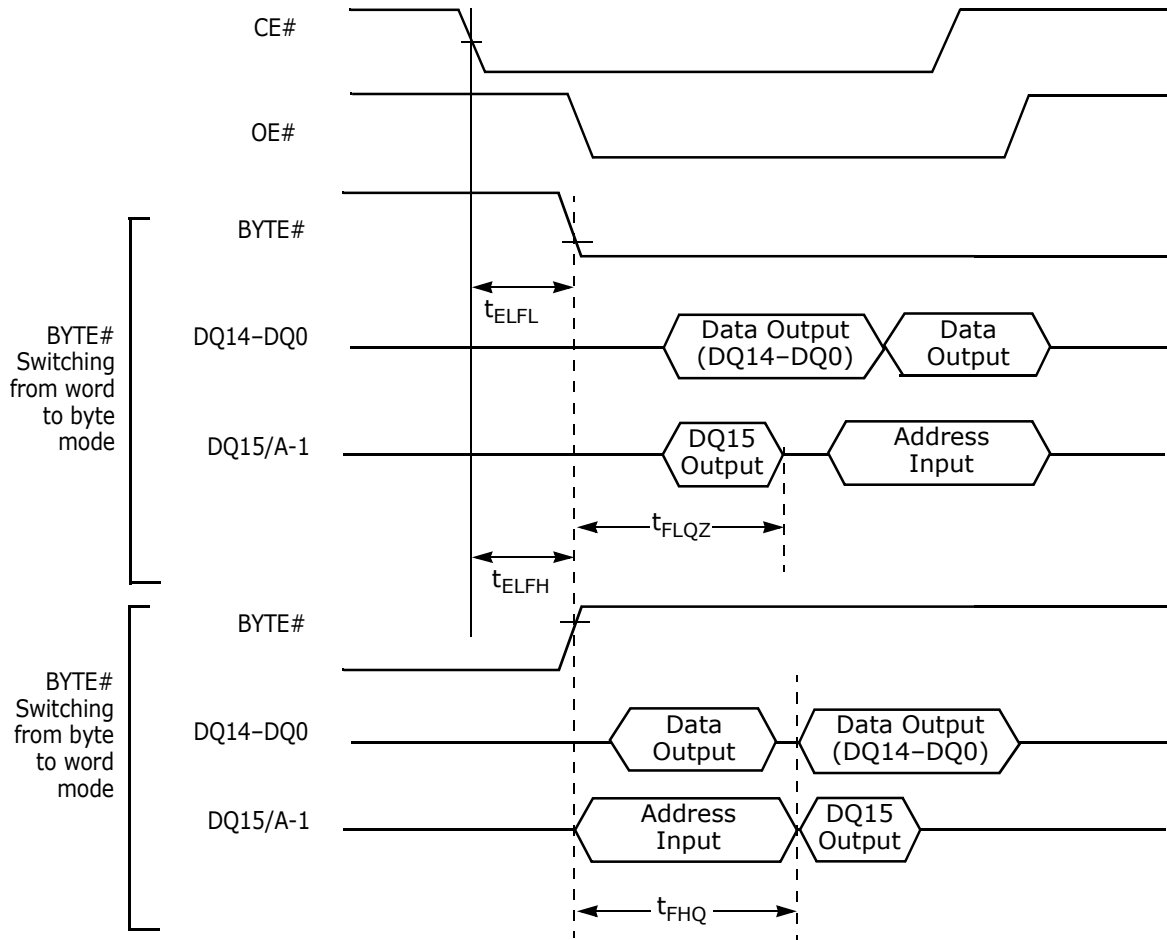 CE#
OE#
BYTE#
tELFL
BYTE#
Switching
from word
to byte
mode
DQ14–DQ0
Data Output
(DQ14–DQ0)
Data
Output
DQ15/A-1
DQ15
Output
Address
Input
tFLQZ
tELFH
BYTE#
BYTE#
Switching
from byte
to word
mode
DQ14–DQ0
Data
Output
Data Output
(DQ14–DQ0)
DQ15/A-1
Address
Input
DQ15
Output
tFHQ